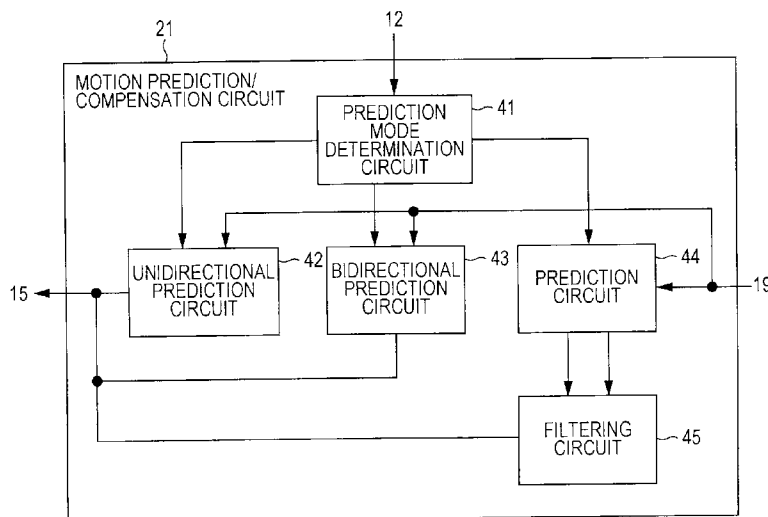 12
21
MOTION PREDICTION/
COMPENSATION CIRCUIT
PREDICTION
MODE
DETERMINATION
CIRCUIT
41
UNIDIRECTIONAL
PREDICTION
CIRCUIT
42
BIDIRECTIONAL
PREDICTION
CIRCUIT
43
PREDICTION
CIRCUIT
44
15
19
FILTERING
CIRCUIT
45